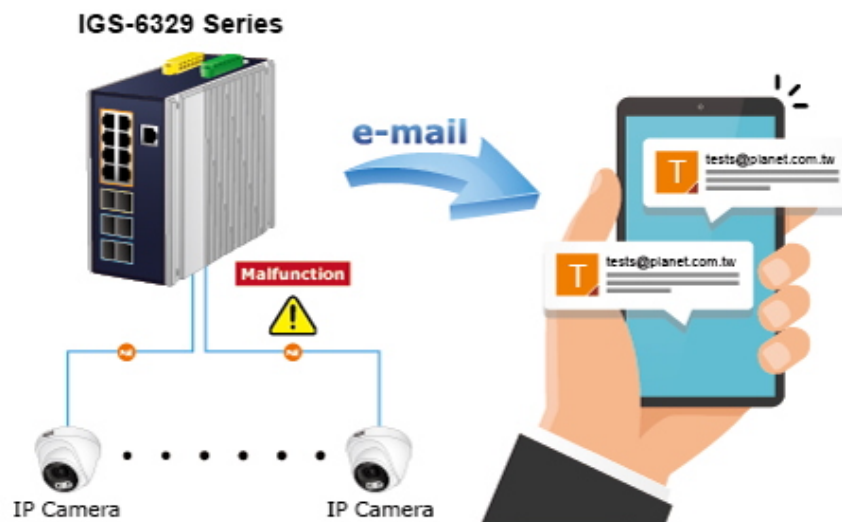 IGS-6329 Series
e-mail
T
tests@planet.com.tw
T
tests@planet.com.tw
Malfunction
IP Camera
IP Camera